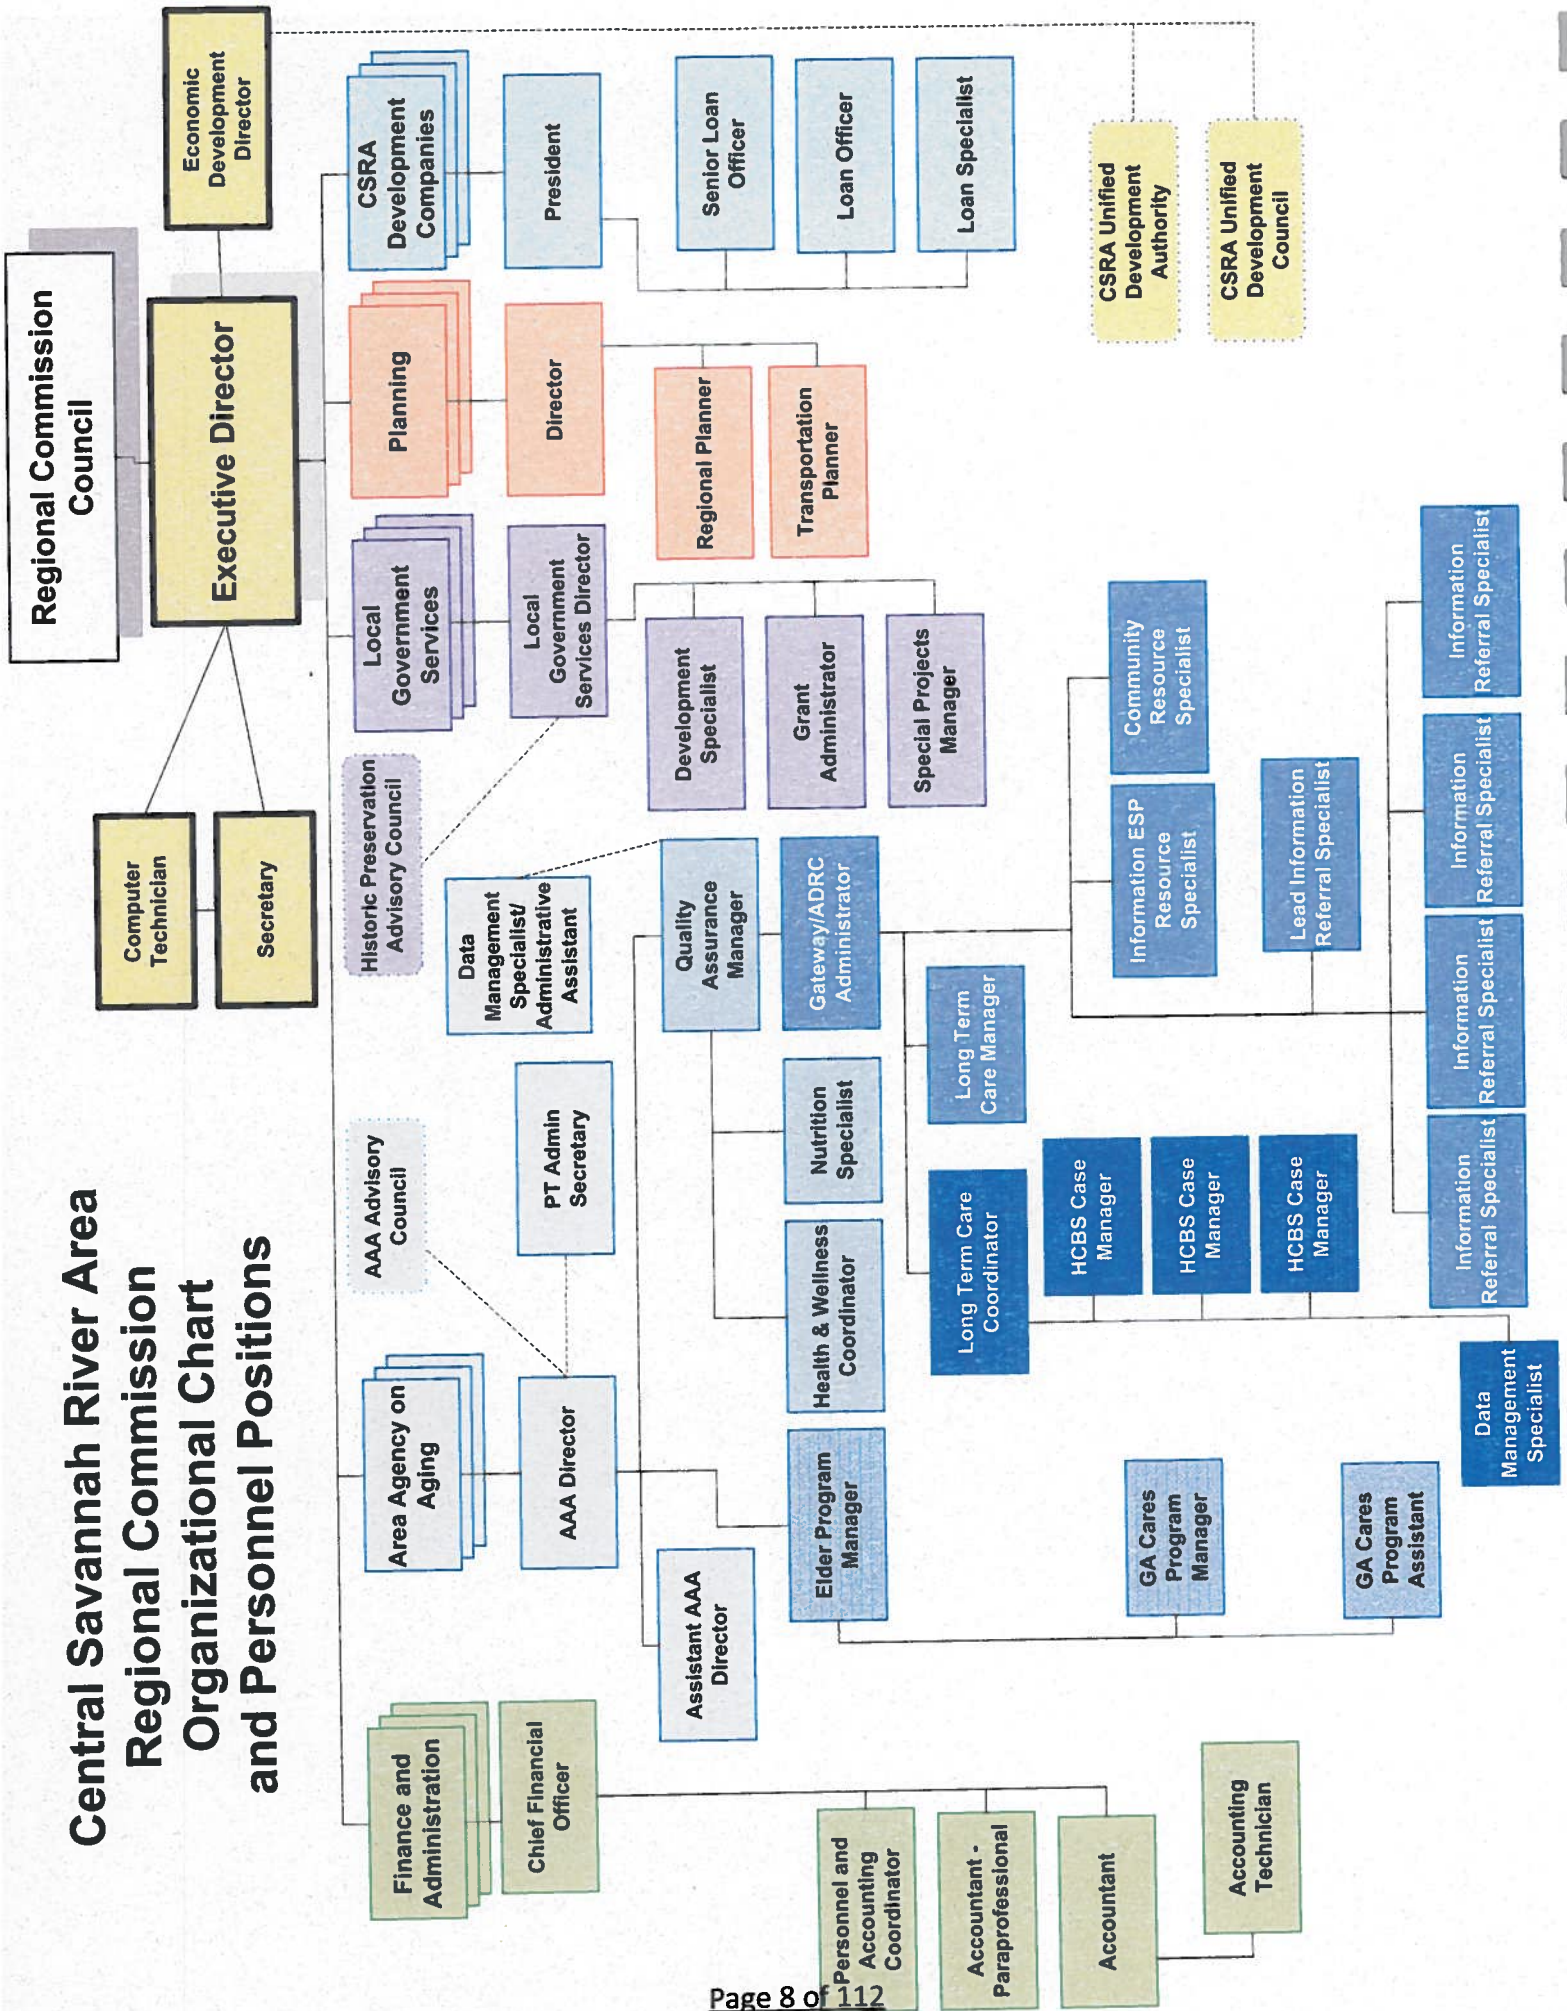 Central Savannah River Area
Regional Commission
Organizational Chart
and Personnel Positions
Regional Commission
Council
Executive Director
Economic
Development
Director
Computer
Technician
Secretary
Finance and
Administration
Chief Financial
Officer
Personnel and
Accounting
Coordinator
Accountant -
Paraprofessional
Accountant
Accounting
Technician
Area Agency on
Aging
AAA Director
AAA Advisory
Council
PT Admin
Secretary
Assistant AAA
Director
Elder Program
Manager
GA Cares
Program
Manager
GA Cares
Program
Assistant
Data
Management
Specialist/
Administrative
Assistant
Quality
Assurance
Manager
Health & Wellness
Coordinator
Nutrition
Specialist
Gateway/ADRC
Administrator
Long Term Care
Coordinator
Long Term
Care Manager
HCBS Case
Manager
HCBS Case
Manager
HCBS Case
Manager
Data
Management
Specialist
Information ESP
Resource
Specialist
Community
Resource
Specialist
Lead Information
Referral Specialist
Information
Referral Specialist
Information
Referral Specialist
Information
Referral Specialist
Information
Referral Specialist
Historic Preservation
Advisory Council
Local
Government
Services
Local
Government
Services Director
Development
Specialist
Grant
Administrator
Special Projects
Manager
Planning
Director
Regional Planner
Transportation
Planner
CSRA
Development
Companies
President
Senior Loan
Officer
Loan Officer
Loan Specialist
CSRA Unified
Development
Authority
CSRA Unified
Development
Council
Page 8 of 112